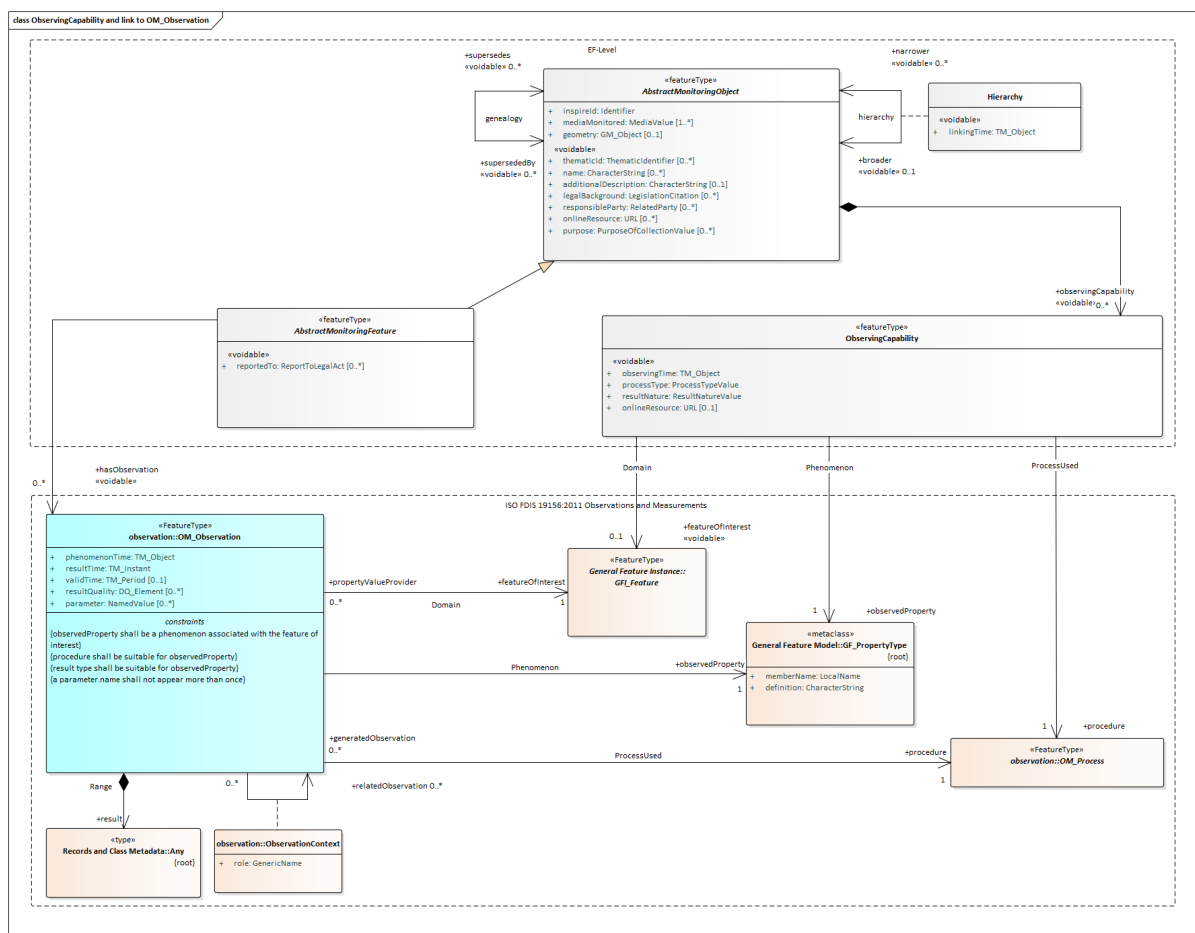 class ObservingCapability and link to OM_Observation
EF-Level
+supersedes
«voidable» 0..*
genealogy
+supersededBy
«voidable» 0..*
«featureType»
AbstractMonitoringObject
+ inspireId: Identifier
+ mediaMonitored: MediaValue [1..*]
+ geometry: GM_Object [0..1]
«voidable»
+ thematicId: ThematicIdentifier [0..*]
+ name: CharacterString [0..*]
+ additionalDescription: CharacterString [0..1]
+ legalBackground: LegislationCitation [0..*]
+ responsibleParty: RelatedParty [0..*]
+ onlineResource: URL [0..*]
+ purpose: PurposeOfCollectionValue [0..*]
+narrower
«voidable» 0..*
hierarchy
+broader
«voidable» 0..1
Hierarchy
«voidable»
+ linkingTime: TM_Object
+observingCapability
«voidable» 0..*
«featureType»
AbstractMonitoringFeature
«voidable»
+ reportedTo: ReportToLegalAct [0..*]
«featureType»
ObservingCapability
«voidable»
+ observingTime: TM_Object
+ processType: ProcessTypeValue
+ resultNature: ResultNatureValue
+ onlineResource: URL [0..1]
+hasObservation
0..* «voidable»
Domain
Phenomenon
ProcessUsed
ISO FDIS 19156:2011 Observations and Measurements
«FeatureType»
observation::OM_Observation
+ phenomenonTime: TM_Object
+ resultTime: TM_Instant
+ validTime: TM_Period [0..1]
+ resultQuality: DQ_Element [0..*]
+ parameter: NamedValue [0..*]
constraints
{observedProperty shall be a phenomenon associated with the feature of
interest}
{procedure shall be suitable for observedProperty}
{result type shall be suitable for observedProperty}
{a parameter.name shall not appear more than once}
+featureOfInterest
0..1 «voidable»
«FeatureType»
General Feature Instance::
GFI_Feature
+propertyValueProvider
0..*
Domain
+featureOfInterest
1
+observedProperty
1
«metaclass»
General Feature Model::GF_PropertyType
{root}
+ memberName: LocalName
+ definition: CharacterString
Phenomenon
+observedProperty
1
+generatedObservation
0..*
ProcessUsed
+procedure
1
1 +procedure
«FeatureType»
observation::OM_Process
Range
+result
0..*
+relatedObservation 0..*
«type»
Records and Class Metadata::Any
{root}
observation::ObservationContext
+ role: GenericName